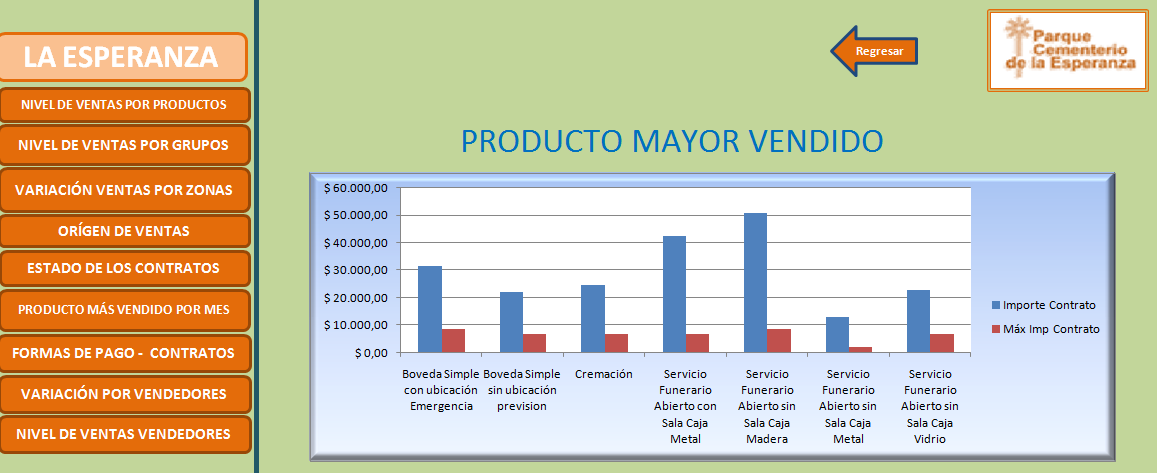 LA ESPERANZA
NIVEL DE VENTAS POR PRODUCTOS
NIVEL DE VENTAS POR GRUPOS
VARIACIÓN VENTAS POR ZONAS
ORÍGEN DE VENTAS
ESTADO DE LOS CONTRATOS
PRODUCTO MÁS VENDIDO POR MES
FORMAS DE PAGO - CONTRATOS
VARIACIÓN POR VENDEDORES
NIVEL DE VENTAS VENDEDORES
Regresar
Parque
Cementerio
de la Esperanza
PRODUCTO MAYOR VENDIDO
$ 60.000,00
$ 50.000,00
$ 40.000,00
$ 30.000,00
$ 20.000,00
$ 10.000,00
$ 0,00
Boveda Simple
con ubicación
Emergencia
Boveda Simple
sin ubicación
prevision
Cremación
Servicio
Funerario
Abierto con
Sala Caja
Metal
Servicio
Funerario
Abierto sin
Sala Caja
Madera
Servicio
Funerario
Abierto sin
Sala Caja
Metal
Servicio
Funerario
Abierto sin
Sala Caja
Vidrio
Importe Contrato
Máx Imp Contrato